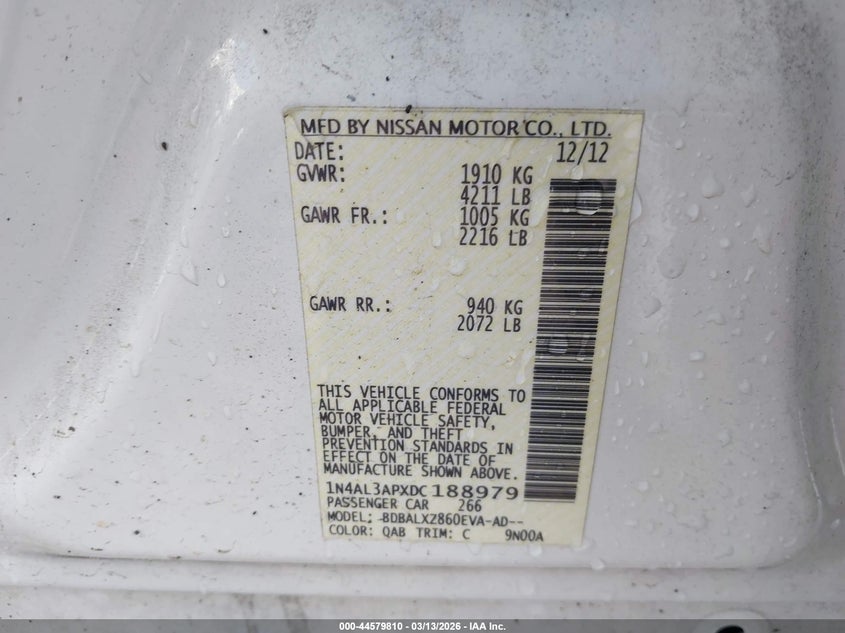 MFD BY NISSAN MOTOR CO., LTD.
DATE: 12/12
GVWR: 1910 KG
4211 LB
GAWR FR.: 1005 KG
2216 LB
GAWR RR.: 940 KG
2072 LB
THIS VEHICLE CONFORMS TO
ALL APPLICABLE FEDERAL
MOTOR VEHICLE SAFETY,
BUMPER, AND THEFT
PREVENTION STANDARDS IN
EFFECT ON THE DATE OF
MANUFACTURE SHOWN ABOVE.
1N4AL3APXDC188979
PASSENGER CAR 266
MODEL: BDBALXZ860EVA-AD--
COLOR: QAB TRIM: C 9N00A
000-44579810 — 03/13/2026 — IAA Inc.